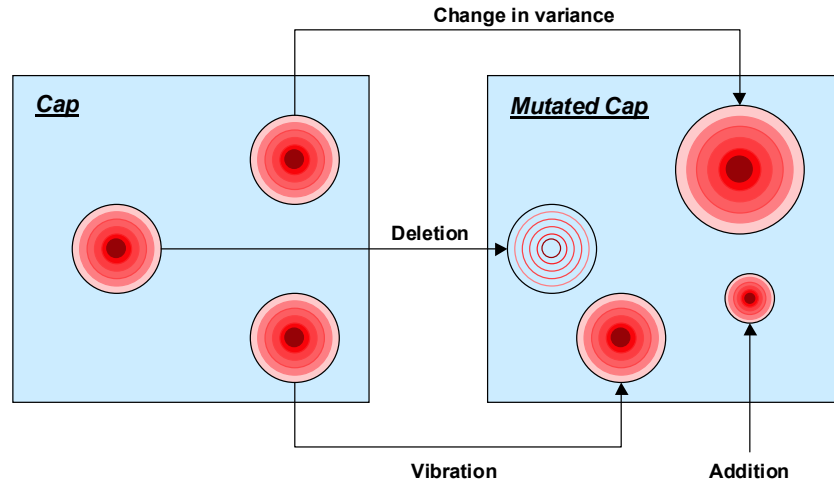 Change in variance
Cap
Mutated Cap
Deletion
Vibration
Addition